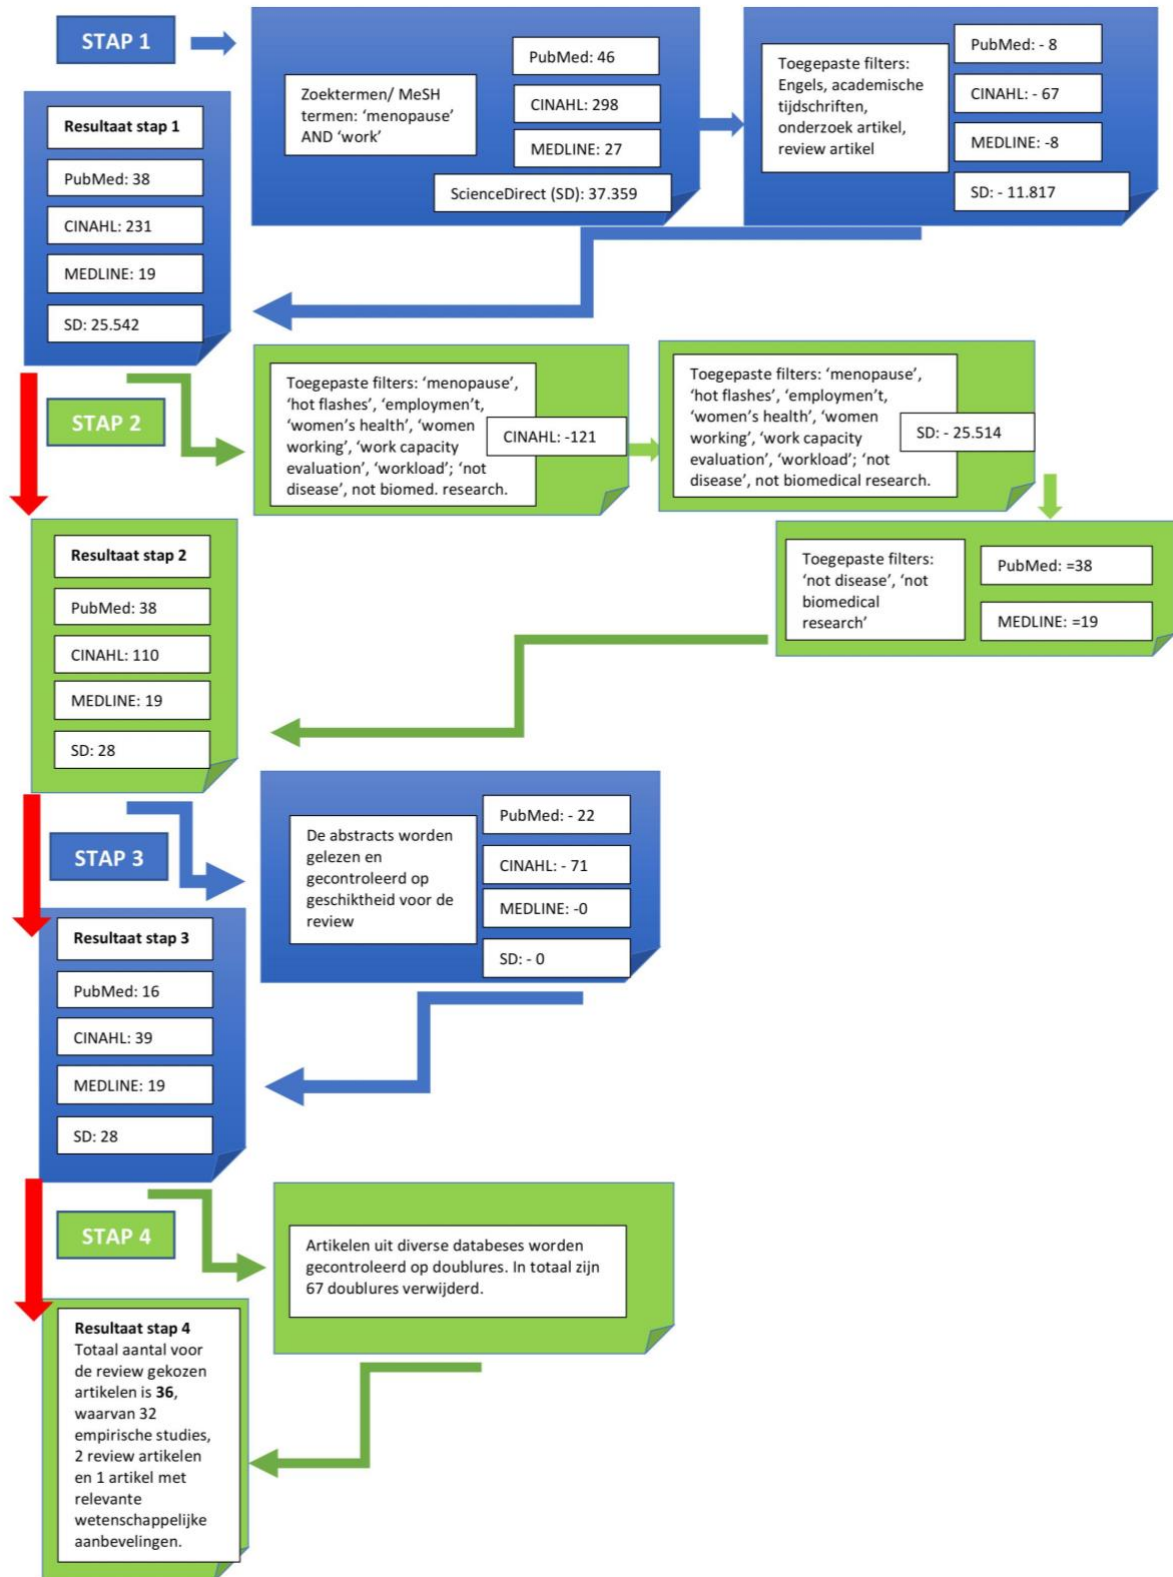 STAP 1
Zoektermen/ MeSH
termen: ‘menopause’
AND ‘work’
PubMed: 46
CINAHL: 298
MEDLINE: 27
ScienceDirect (SD): 37.359
Toegepaste filters:
Engels, academische
tijdschriften,
onderzoek artikel,
review artikel
PubMed: - 8
CINAHL: - 67
MEDLINE: -8
SD: - 11.817
Resultaat stap 1
PubMed: 38
CINAHL: 231
MEDLINE: 19
SD: 25.542
STAP 2
Toegepaste filters: ‘menopause’,
‘hot flashes’, ‘employmen’t,
‘women’s health’, ‘women
working’, ‘work capacity
evaluation’, ‘workload’; ‘not
disease’, not biomed. research.
CINAHL: -121
Toegepaste filters: ‘menopause’,
‘hot flashes’, ‘employmen’t,
‘women’s health’, ‘women
working’, ‘work capacity
evaluation’, ‘workload’; ‘not
disease’, not biomedical research.
SD: - 25.514
Toegepaste filters:
‘not disease’, ‘not
biomedical
research’
PubMed: =38
MEDLINE: =19
Resultaat stap 2
PubMed: 38
CINAHL: 110
MEDLINE: 19
SD: 28
STAP 3
De abstracts worden
gelezen en
gecontroleerd op
geschiktheid voor de
review
PubMed: - 22
CINAHL: - 71
MEDLINE: -0
SD: - 0
Resultaat stap 3
PubMed: 16
CINAHL: 39
MEDLINE: 19
SD: 28
STAP 4
Artikelen uit diverse databeses worden
gecontroleerd op doublures. In totaal zijn
67 doublures verwijderd.
Resultaat stap 4
Totaal aantal voor
de review gekozen
artikelen is 36,
waarvan 32
empirische studies,
2 review artikelen
en 1 artikel met
relevante
wetenschappelijke
aanbevelingen.